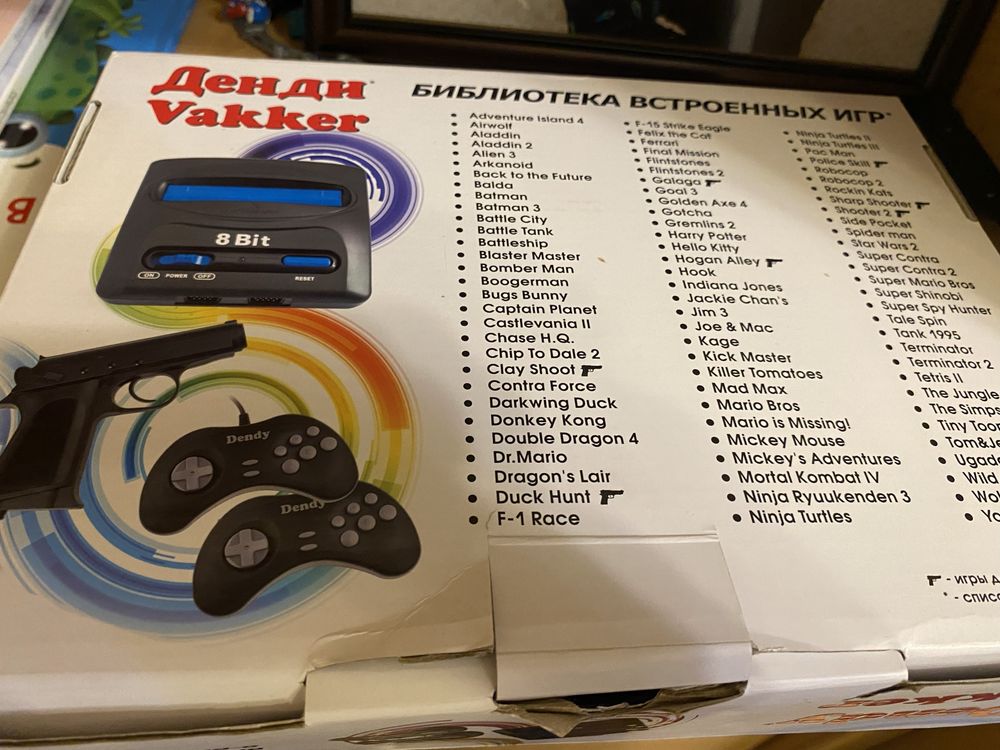 Денди
Vakker
БИБЛИОТЕКА ВСТРОЕННЫХ ИГР*
8 Bit
ON POWER OFF
RESET
Dendy
Dendy
• Adventure Island 4
• Airwolf
• Aladdin
• Aladdin 2
• Alien 3
• Arkanoid
• Back to the Future
• Balda
• Batman
• Batman 3
• Battle City
• Battle Tank
• Battleship
• Blaster Master
• Bomber Man
• Boogerman
• Bugs Bunny
• Captain Planet
• Castlevania II
• Chase H.Q.
• Chip To Dale 2
• Clay Shoot
• Contra Force
• Darkwing Duck
• Donkey Kong
• Double Dragon 4
• Dr.Mario
• Dragon's Lair
• Duck Hunt
• F-1 Race
• F-15 Strike Eagle
• Felix the Cat
• Ferrari
• Final Mission
• Flintstones
• Flintstones 2
• Galaga
• Goal 3
• Golden Axe 4
• Gotcha
• Gremlins 2
• Harry Potter
• Hello Kitty
• Hogan Alley
• Hook
• Indiana Jones
• Jackie Chan's
• Jim 3
• Joe & Mac
• Kage
• Kick Master
• Killer Tomatoes
• Mad Max
• Mario Bros
• Mario is Missing!
• Mickey Mouse
• Mickey's Adventures
• Mortal Kombat IV
• Ninja Ryuukenden 3
• Ninja Turtles
• Ninja Turtles II
• Ninja Turtles III
• Pac Man
• Police Skill
• Robocop
• Robocop 2
• Rockin Kats
• Sharp Shooter
• Shooter 2
• Side Pocket
• Spider man
• Star Wars 2
• Super Contra
• Super Contra 2
• Super Mario Bros
• Super Shinobi
• Super Spy Hunter
• Tale Spin
• Tank 1995
• Terminator
• Terminator 2
• Tetris II
• The Jungle
• The Simps
• Tiny Toon
• Tom&Je
• Ugad
• Wild
• Wo
• Yo
- игры д
* - списо